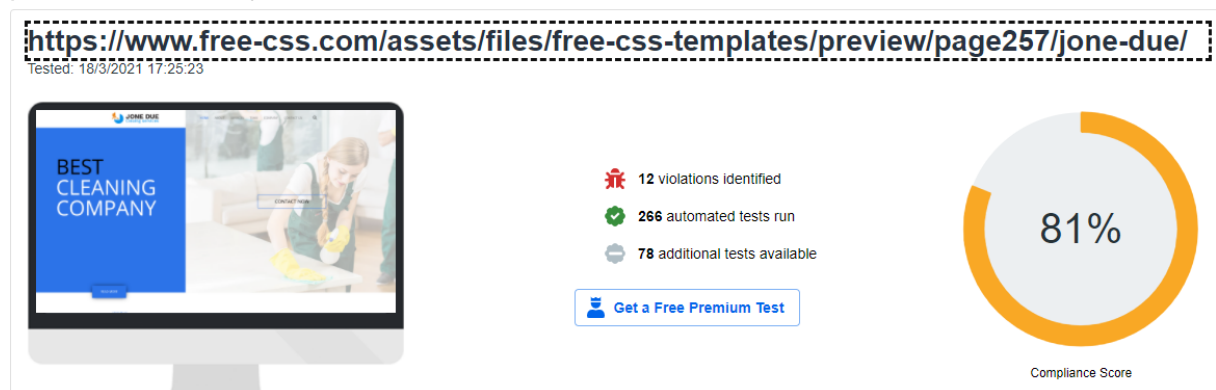 https://www.free-css.com/assets/files/free-css-templates/preview/page257/jone-due/
Tested: 18/3/2021 17:25:23
JONE DUE
BEST
CLEANING
COMPANY
CONTACT NOW
12 violations identified
266 automated tests run
78 additional tests available
Get a Free Premium Test
81%
Compliance Score